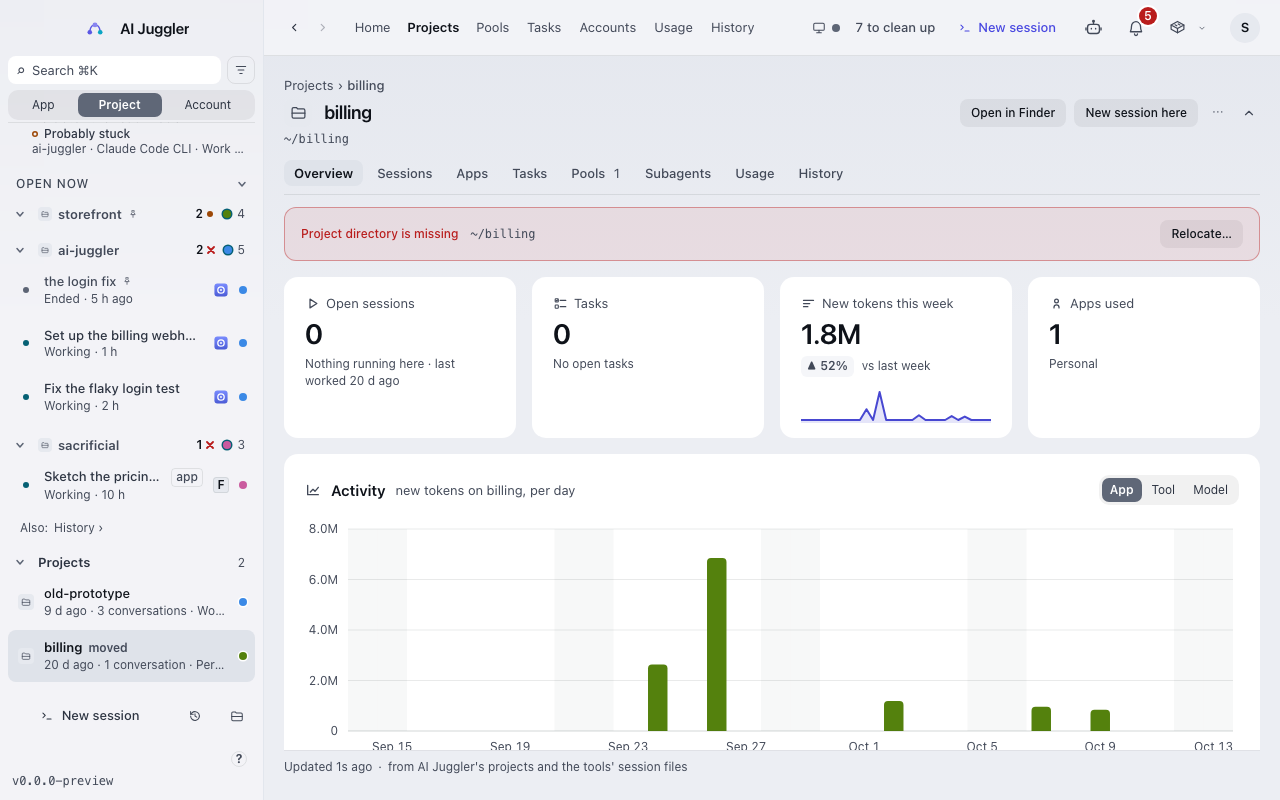 AI Juggler
Search ⌘K
App
Project
Account
Probably stuck
ai-juggler · Claude Code CLI · Work ...
OPEN NOW
storefront
2
4
ai-juggler
2
5
the login fix
Ended · 5 h ago
Set up the billing webh...
Working · 1 h
Fix the flaky login test
Working · 2 h
sacrificial
1
3
Sketch the pricin...
app
F
Working · 10 h
Also: History ›
Projects
2
old-prototype
9 d ago · 3 conversations · Wo...
billing moved
20 d ago · 1 conversation · Per...
New session
?
v0.0.0-preview
Home
Projects
Pools
Tasks
Accounts
Usage
History
7 to clean up
New session
5
S
Projects › billing
billing
Open in Finder
New session here
~/billing
Overview
Sessions
Apps
Tasks
Pools 1
Subagents
Usage
History
Project directory is missing ~/billing
Relocate...
Open sessions
0
Nothing running here · last
worked 20 d ago
Tasks
0
No open tasks
New tokens this week
1.8M
▲ 52% vs last week
Apps used
1
Personal
Activity new tokens on billing, per day
App
Tool
Model
8.0M
6.0M
4.0M
2.0M
0
Sep 15
Sep 19
Sep 23
Sep 27
Oct 1
Oct 5
Oct 9
Oct 13
Updated 1s ago · from AI Juggler's projects and the tools' session files